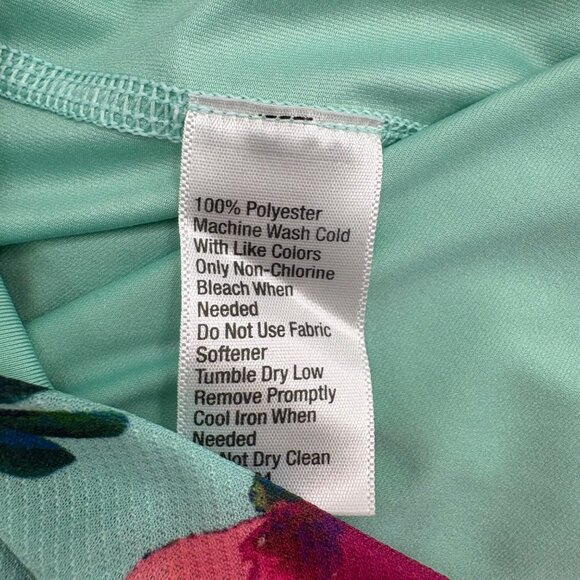 100% Polyester
Machine Wash Cold
With Like Colors
Only Non-Chlorine
Bleach When
Needed
Do Not Use Fabric
Softener
Tumble Dry Low
Remove Promptly
Cool Iron When
Needed
Not Dry Clean